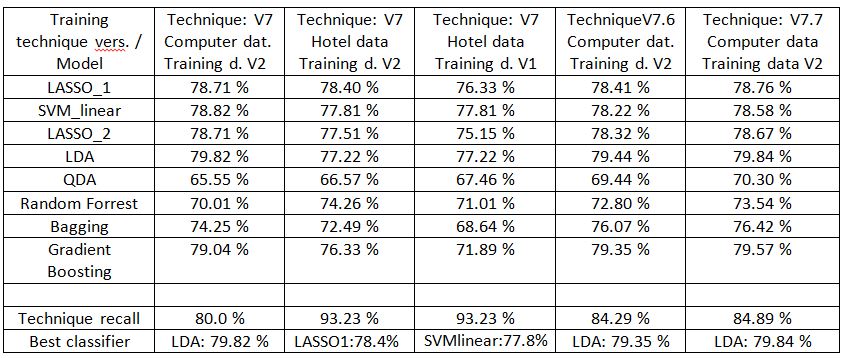 Training technique vers. / Model | Technique: V7 Computer dat. Training d. V2 | Technique: V7 Hotel data Training d. V2 | Technique: V7 Hotel data Training d. V1 | TechniqueV7.6 Computer dat. Training d. V2 | Technique: V7.7 Computer data Training data V2
LASSO_1 | 78.71 % | 78.40 % | 76.33 % | 78.41 % | 78.76 %
SVM_linear | 78.82 % | 77.81 % | 77.81 % | 78.22 % | 78.58 %
LASSO_2 | 78.71 % | 77.51 % | 75.15 % | 78.32 % | 78.67 %
LDA | 79.82 % | 77.22 % | 77.22 % | 79.44 % | 79.84 %
QDA | 65.55 % | 66.57 % | 67.46 % | 69.44 % | 70.30 %
Random Forrest | 70.01 % | 74.26 % | 71.01 % | 72.80 % | 73.54 %
Bagging | 74.25 % | 72.49 % | 68.64 % | 76.07 % | 76.42 %
Gradient Boosting | 79.04 % | 76.33 % | 71.89 % | 79.35 % | 79.57 %
Technique recall | 80.0 % | 93.23 % | 93.23 % | 84.29 % | 84.89 %
Best classifier | LDA: 79.82 % | LASSO1:78.4% | SVMlinear:77.8% | LDA: 79.35 % | LDA: 79.84 %